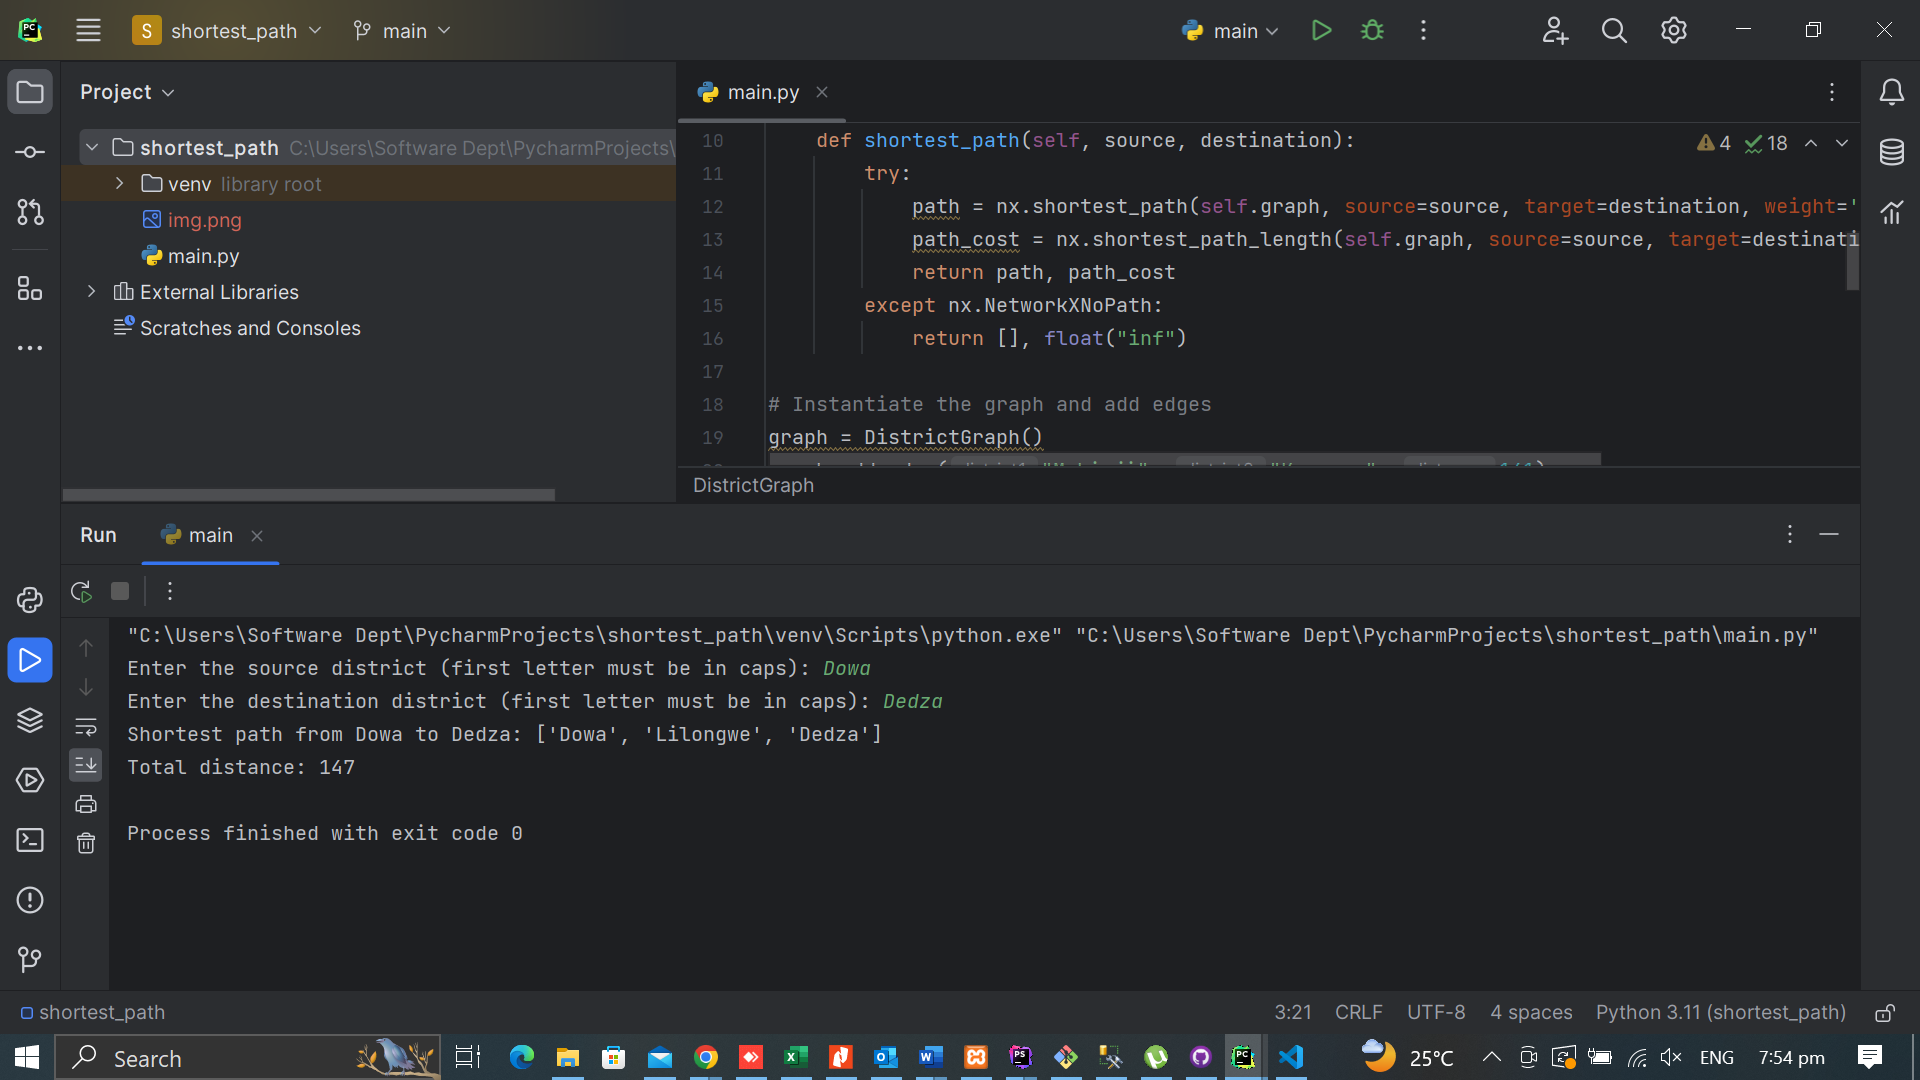 S shortest_path main
main
Project
main.py
shortest_path C:\Users\Software Dept\PycharmProjects\
venv library root
img.png
main.py
External Libraries
Scratches and Consoles
4 18
10 def shortest_path(self, source, destination):
11 try:
12 path = nx.shortest_path(self.graph, source=source, target=destination, weight='
13 path_cost = nx.shortest_path_length(self.graph, source=source, target=destinati
14 return path, path_cost
15 except nx.NetworkXNoPath:
16 return [], float("inf")
17
18 # Instantiate the graph and add edges
19 graph = DistrictGraph()
DistrictGraph
Run main
"C:\Users\Software Dept\PycharmProjects\shortest_path\venv\Scripts\python.exe" "C:\Users\Software Dept\PycharmProjects\shortest_path\main.py"
Enter the source district (first letter must be in caps): Dowa
Enter the destination district (first letter must be in caps): Dedza
Shortest path from Dowa to Dedza: ['Dowa', 'Lilongwe', 'Dedza']
Total distance: 147
Process finished with exit code 0
shortest_path 3:21 CRLF UTF-8 4 spaces Python 3.11 (shortest_path)
Search 25°C ENG 7:54 pm